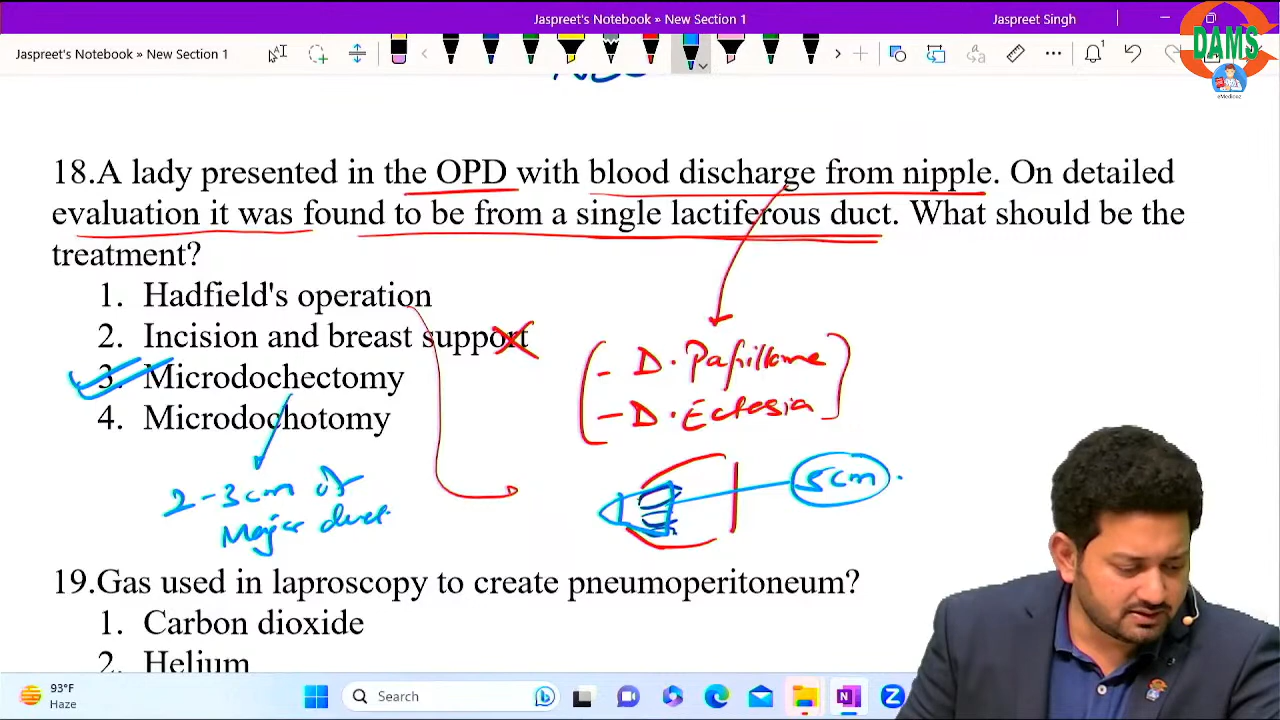 Jaspreet's Notebook » New Section 1
Jaspreet Singh
Jaspreet's Notebook » New Section 1
DAMS
eMedicoz
18.A lady presented in the OPD with blood discharge from nipple. On detailed
evaluation it was found to be from a single lactiferous duct. What should be the
treatment?
1. Hadfield's operation
2. Incision and breast support
3. Microdochectomy
4. Microdochotomy
- D. Papilloma
- D. Ectasia
5cm
2-3cm of
Major duct
19.Gas used in laproscopy to create pneumoperitoneum?
1. Carbon dioxide
2. Helium
93°F
Haze
Search